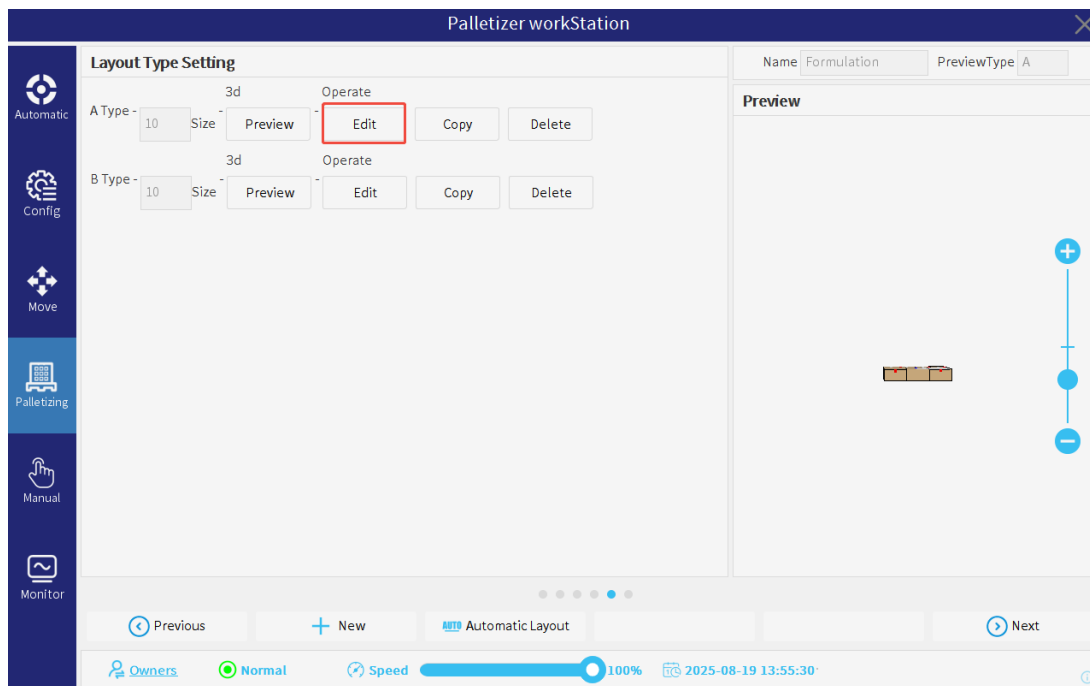 Palletizer workStation
Automatic
Config
Move
Palletizing
Manual
Monitor
Layout Type Setting
3d Operate
A Type - 10 Size - Preview - Edit Copy Delete
3d Operate
B Type - 10 Size - Preview - Edit Copy Delete
Name Formulation PreviewType A
Preview
Previous New AUTO Automatic Layout Next
Owners Normal Speed 100% 2025-08-19 13:55:30